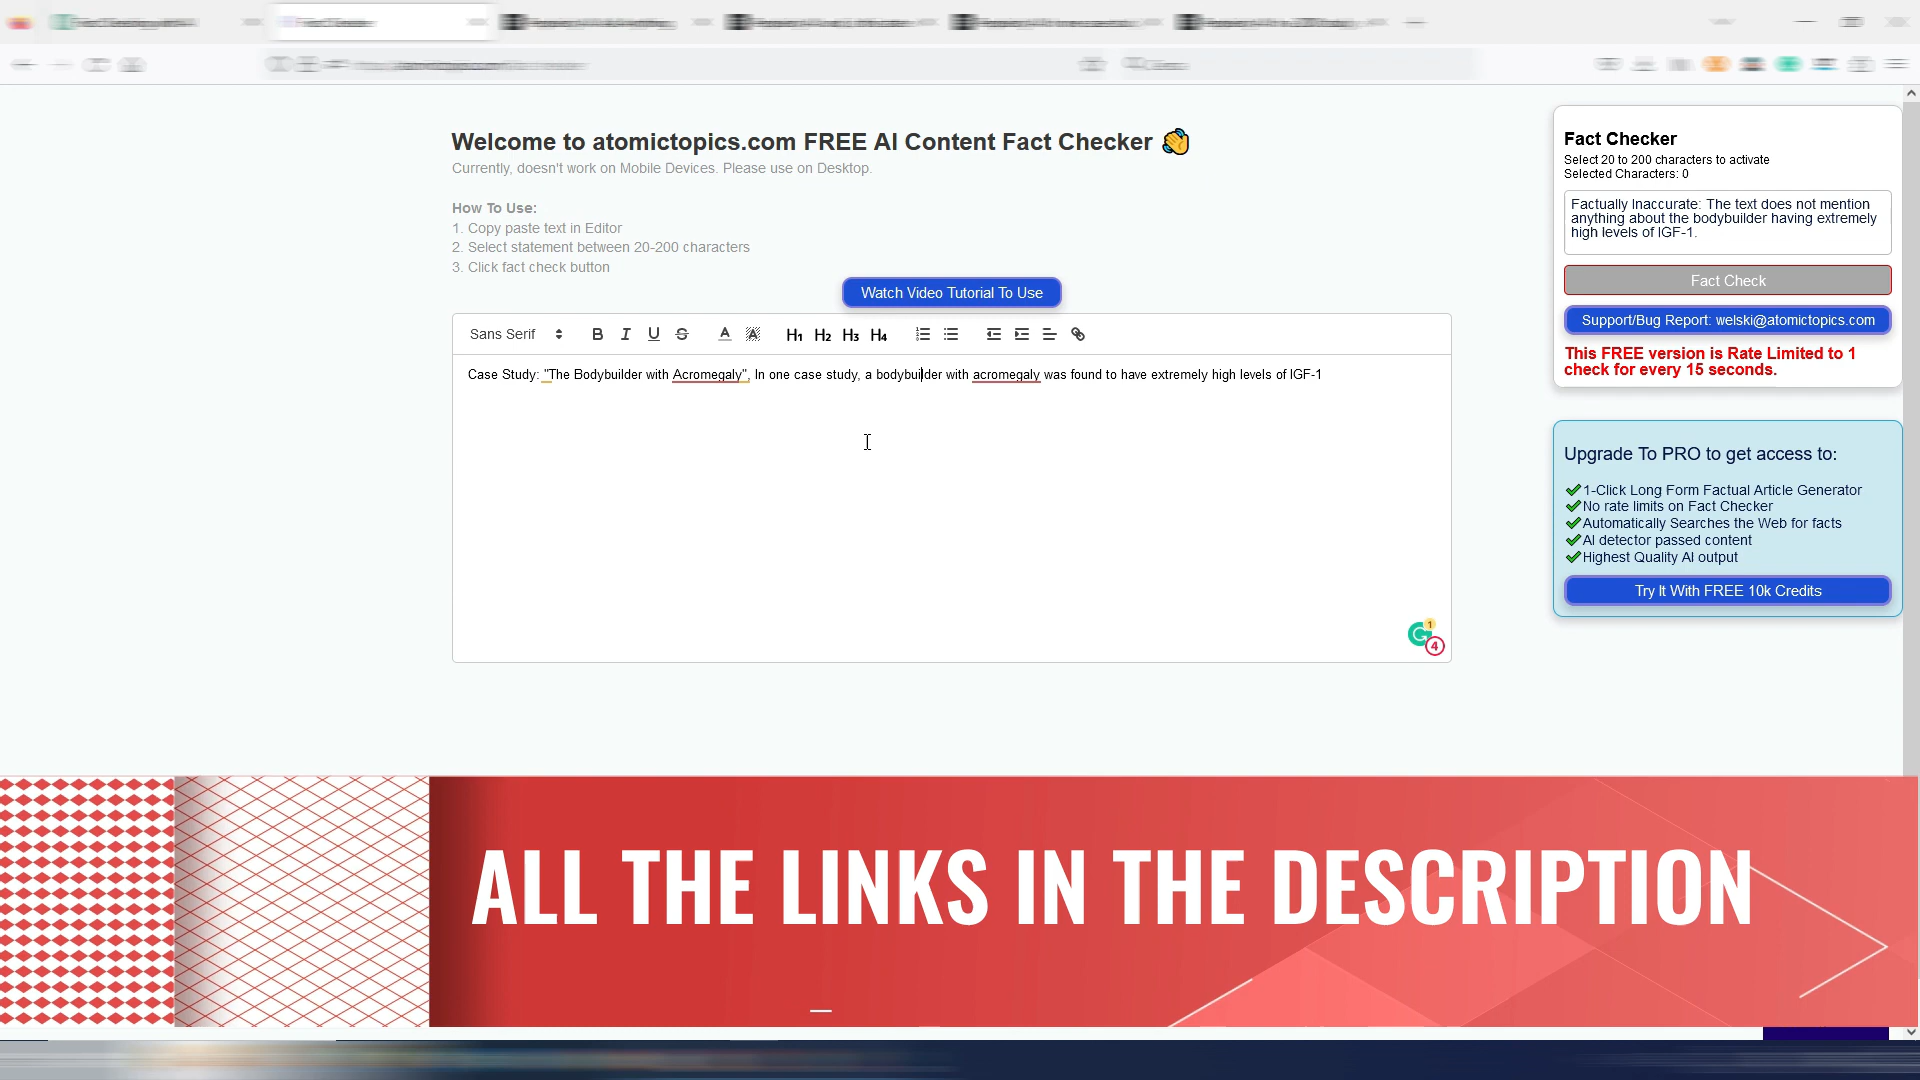 Welcome to atomictopics.com FREE AI Content Fact Checker 👋
Currently, doesn't work on Mobile Devices. Please use on Desktop.
How To Use:
1. Copy paste text in Editor
2. Select statement between 20-200 characters
3. Click fact check button
Watch Video Tutorial To Use
Sans Serif B I U S A A H1 H2 H3 H4
Case Study: "The Bodybuilder with Acromegaly", In one case study, a bodybuilder with acromegaly was found to have extremely high levels of IGF-1
1
4
Fact Checker
Select 20 to 200 characters to activate
Selected Characters: 0
Factually Inaccurate: The text does not mention
anything about the bodybuilder having extremely
high levels of IGF-1.
Fact Check
Support/Bug Report: welski@atomictopics.com
This FREE version is Rate Limited to 1
check for every 15 seconds.
Upgrade To PRO to get access to:
1-Click Long Form Factual Article Generator
No rate limits on Fact Checker
Automatically Searches the Web for facts
AI detector passed content
Highest Quality AI output
Try It With FREE 10k Credits
ALL THE LINKS IN THE DESCRIPTION